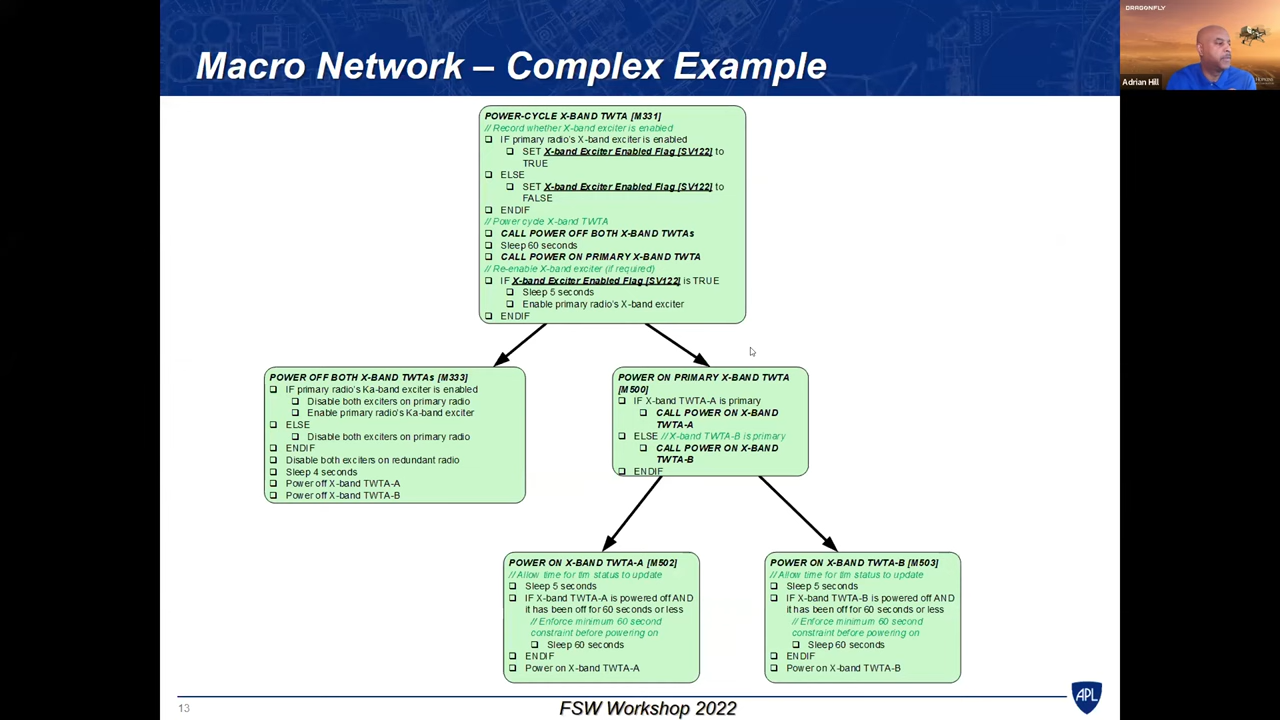 Macro Network – Complex Example
DRAGONFLY
Adrian Hill
POWER-CYCLE X-BAND TWTA [M331]
// Record whether X-band exciter is enabled
IF primary radio's X-band exciter is enabled
SET X-band Exciter Enabled Flag [SV122] to
TRUE
ELSE
SET X-band Exciter Enabled Flag [SV122] to
FALSE
ENDIF
// Power cycle X-band TWTA
CALL POWER OFF BOTH X-BAND TWTAs
Sleep 60 seconds
CALL POWER ON PRIMARY X-BAND TWTA
// Re-enable X-band exciter (if required)
IF X-band Exciter Enabled Flag [SV122] is TRUE
Sleep 5 seconds
Enable primary radio's X-band exciter
ENDIF
POWER OFF BOTH X-BAND TWTAs [M333]
IF primary radio's Ka-band exciter is enabled
Disable both exciters on primary radio
Enable primary radio's Ka-band exciter
ELSE
Disable both exciters on primary radio
ENDIF
Disable both exciters on redundant radio
Sleep 4 seconds
Power off X-band TWTA-A
Power off X-band TWTA-B
POWER ON PRIMARY X-BAND TWTA
[M500]
IF X-band TWTA-A is primary
CALL POWER ON X-BAND
TWTA-A
ELSE // X-band TWTA-B is primary
CALL POWER ON X-BAND
TWTA-B
ENDIF
POWER ON X-BAND TWTA-A [M502]
// Allow time for tlm status to update
Sleep 5 seconds
IF X-band TWTA-A is powered off AND
it has been off for 60 seconds or less
// Enforce minimum 60 second
constraint before powering on
Sleep 60 seconds
ENDIF
Power on X-band TWTA-A
POWER ON X-BAND TWTA-B [M503]
// Allow time for tlm status to update
Sleep 5 seconds
IF X-band TWTA-B is powered off AND
it has been off for 60 seconds or less
// Enforce minimum 60 second
constraint before powering on
Sleep 60 seconds
ENDIF
Power on X-band TWTA-B
13
FSW Workshop 2022
APL